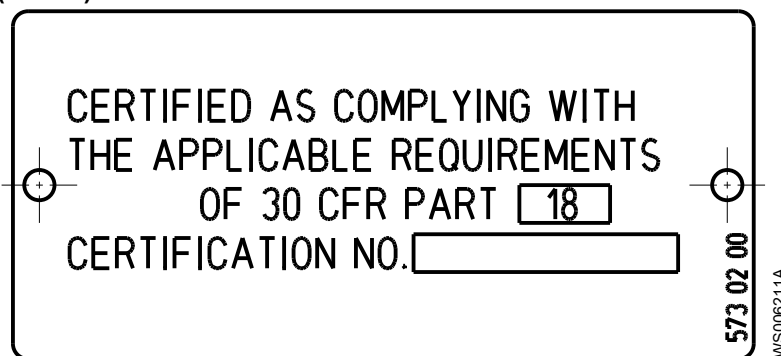 CERTIFIED AS COMPLYING WITH
THE APPLICABLE REQUIREMENTS
OF 30 CFR PART 18
CERTIFICATION NO.
573 02 00
WS006211A